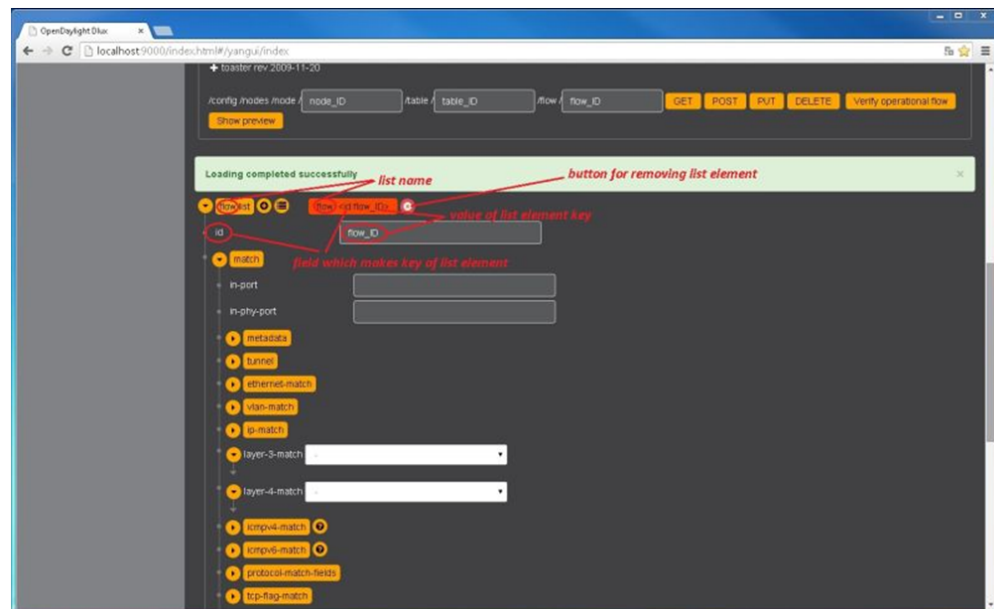 OpenDaylight Dlux
localhost:9000/index.html#/yangui/index
+ toaster rev.2009-11-20
/config /nodes /node / node_ID /table / table_ID /flow / flow_ID GET POST PUT DELETE Verify operational flow
Show preview
Loading completed successfully
list name
button for removing list element
flow list flow <id:flow_ID>
value of list element key
id flow_ID
field which makes key of list element
match
in-port
in-phy-port
metadata
tunnel
ethernet-match
vlan-match
ip-match
layer-3-match -
layer-4-match -
icmpv4-match
icmpv6-match
protocol-match-fields
tcp-flag-match